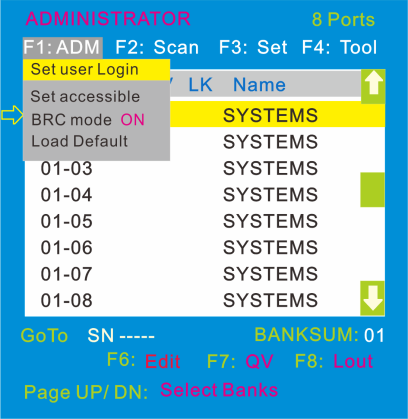 ADMINISTRATOR 8 Ports
F1: ADM F2: Scan F3: Set F4: Tool
Set user Login
LK Name
Set accessible
BRC mode ON SYSTEMS
Load Default SYSTEMS
01-03 SYSTEMS
01-04 SYSTEMS
01-05 SYSTEMS
01-06 SYSTEMS
01-07 SYSTEMS
01-08 SYSTEMS
GoTo SN ----- BANKSUM: 01
F6: Edit F7: QV F8: Lout
Page UP/ DN: Select Banks